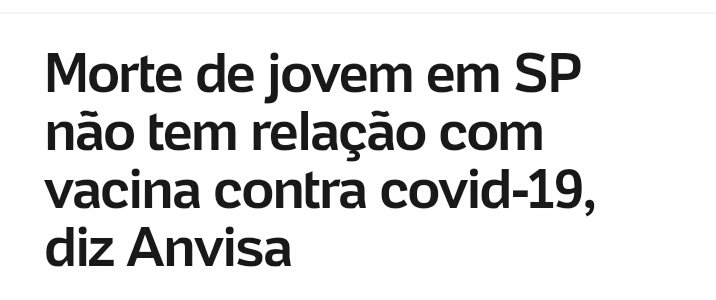 Morte de jovem em SP
não tem relação com
vacina contra covid-19,
diz Anvisa